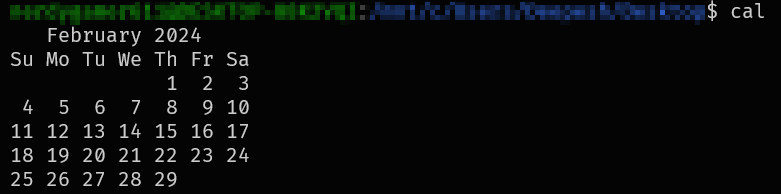 $ cal
February 2024
Su Mo Tu We Th Fr Sa
1 2 3
4 5 6 7 8 9 10
11 12 13 14 15 16 17
18 19 20 21 22 23 24
25 26 27 28 29